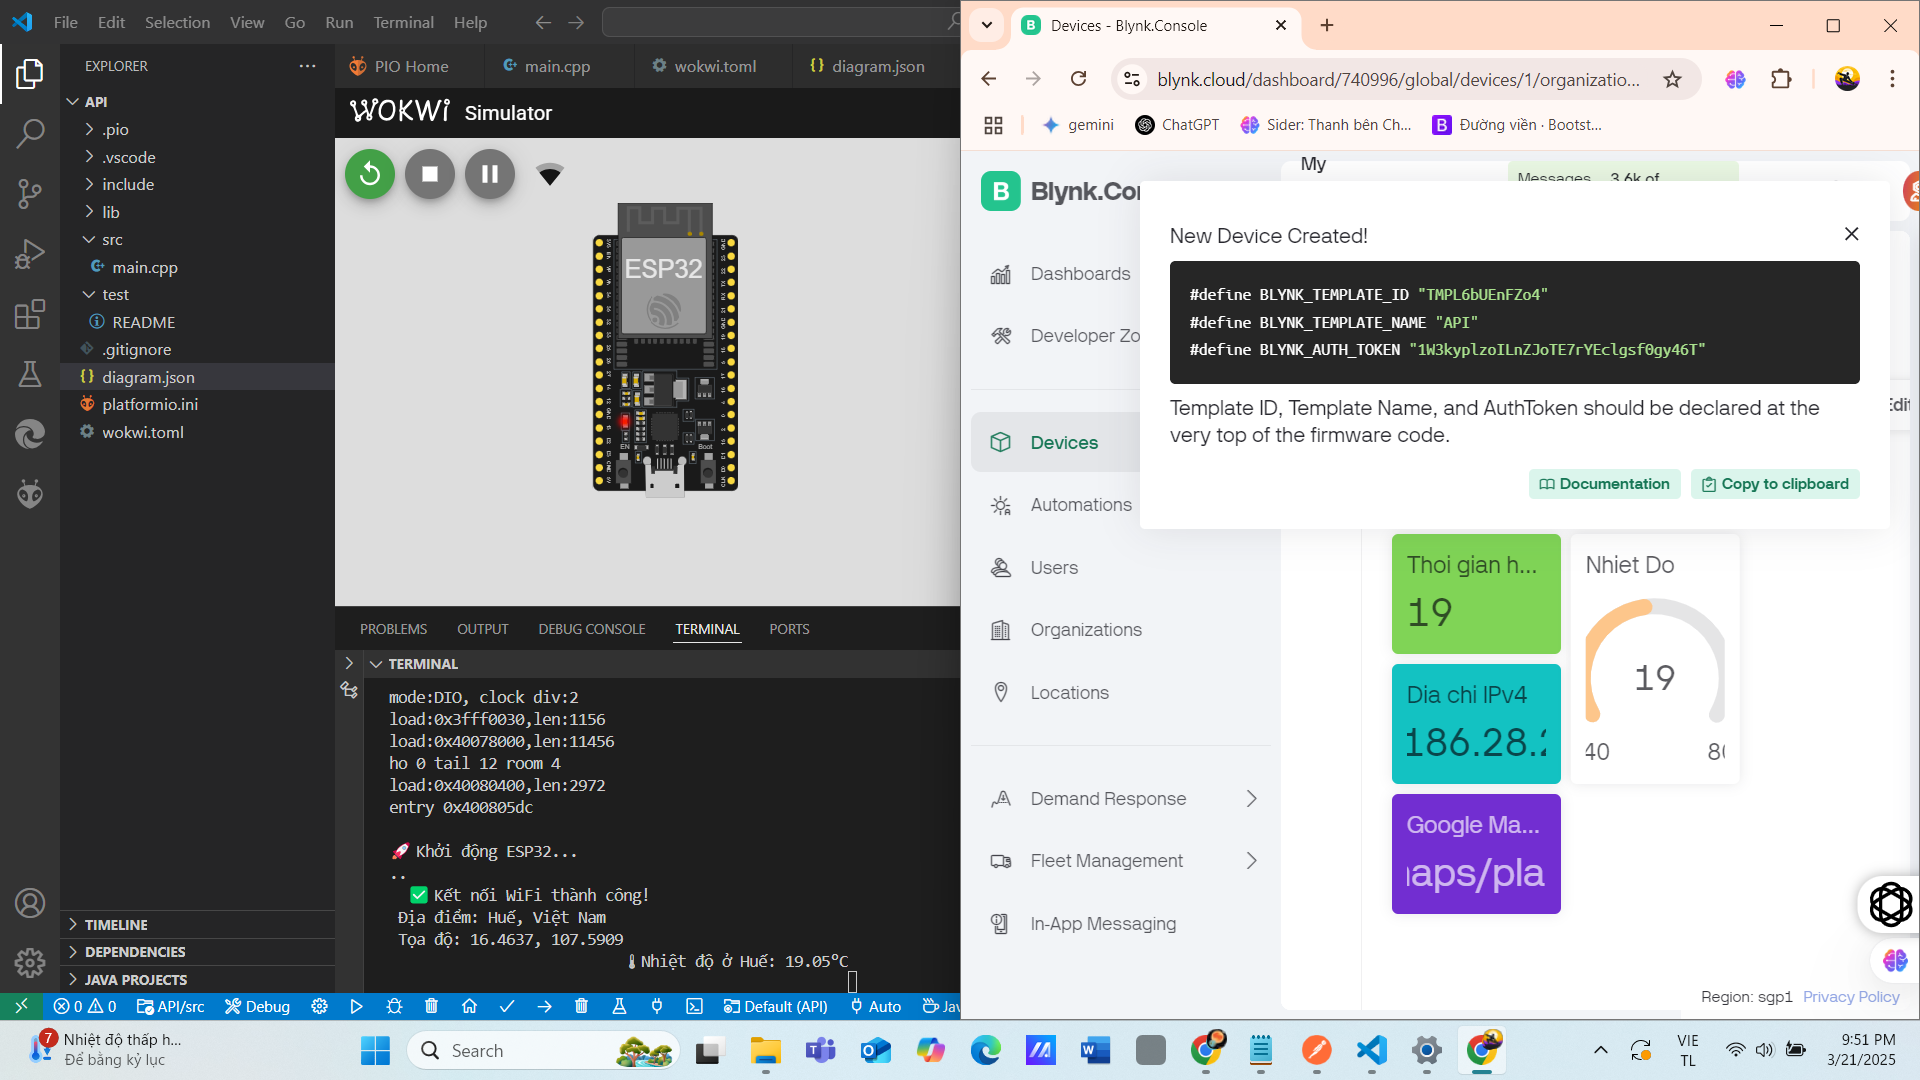 File Edit Selection View Go Run Terminal Help
EXPLORER
API
.pio
.vscode
include
lib
src
main.cpp
test
README
.gitignore
diagram.json
platformio.ini
wokwi.toml
TIMELINE
DEPENDENCIES
JAVA PROJECTS
PIO Home main.cpp wokwi.toml diagram.json
WOKWI Simulator
ESP32
EN Boot
PROBLEMS OUTPUT DEBUG CONSOLE TERMINAL PORTS
TERMINAL
mode:DIO, clock div:2
load:0x3fff0030,len:1156
load:0x40078000,len:11456
ho 0 tail 12 room 4
load:0x40080400,len:2972
entry 0x400805dc
🚀 Khởi động ESP32...
..
✅ Kết nối WiFi thành công!
Địa điểm: Huế, Việt Nam
Tọa độ: 16.4637, 107.5909
🌡Nhiệt độ ở Huế: 19.05°C
0 0 API/src Debug Default (API) Auto Jav
Devices - Blynk.Console
blynk.cloud/dashboard/740996/global/devices/1/organizatio...
gemini ChatGPT Sider: Thanh bên Ch... Đường viền · Bootst...
B Blynk.Con
My
Messages 3.6k of
Dashboards
Developer Zo
Devices
Automations
Users
Organizations
Locations
Demand Response
Fleet Management
In-App Messaging
New Device Created!
#define BLYNK_TEMPLATE_ID "TMPL6bUEnFZo4"
#define BLYNK_TEMPLATE_NAME "API"
#define BLYNK_AUTH_TOKEN "1W3kyplzoILnZJoTE7rYEclgsf0gy46T"
Template ID, Template Name, and AuthToken should be declared at the
very top of the firmware code.
Documentation Copy to clipboard
Edit
Thoi gian h...
19
Nhiet Do
19
40 80
Dia chi IPv4
186.28.2
Google Ma...
naps/pla
Region: sgp1 Privacy Policy
7
Nhiệt độ thấp h...
Để bằng kỷ lục
Search
VIE
TL
9:51 PM
3/21/2025